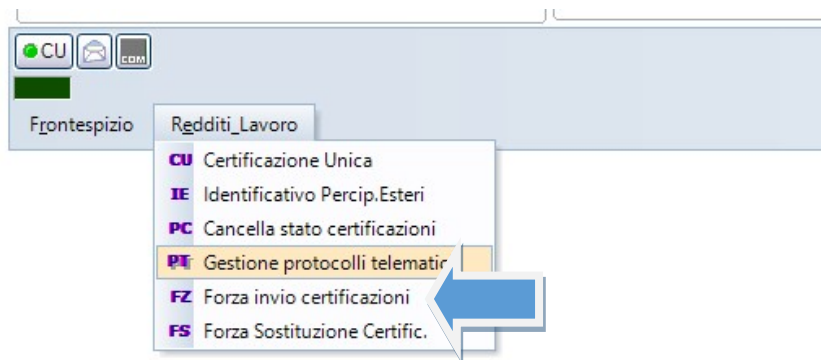 CU
COM
Frontespizio Redditi_Lavoro
CU Certificazione Unica
IE Identificativo Percip.Esteri
PC Cancella stato certificazioni
PT Gestione protocolli telematic
FZ Forza invio certificazioni
FS Forza Sostituzione Certific.